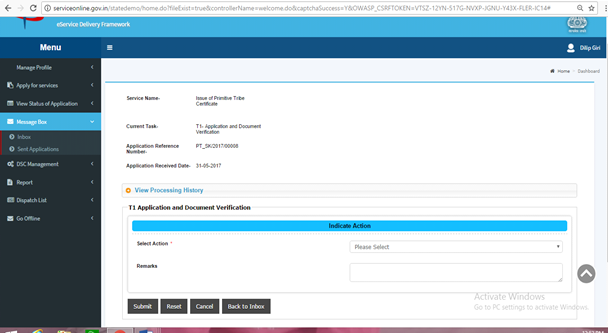 serviceonline.gov.in/statedemo/home.do?fileExist=true&controllerName=welcome.do&captchaSuccess=Y&OWASP_CSRFTOKEN=VTSZ-12YN-517G-NVXP-JGNU-Y43X-FLER-IC14#
eService Delivery Framework
Menu
Dilip Giri
Manage Profile
Home Dashboard
Apply for services
View Status of Application
Message Box
Inbox
Sent Applications
DSC Management
Report
Dispatch List
Go Offline
Service Name-
Issue of Primitive Tribe
Certificate
Current Task-
T1- Application and Document
Verification
Application Reference
Number-
PT_SK/2017/00008
Application Received Date-
31-05-2017
View Processing History
T1 Application and Document Verification
Indicate Action
Select Action *
Please Select
Remarks
Submit Reset Cancel Back to Inbox
Activate Windows
Go to PC settings to activate Windows.